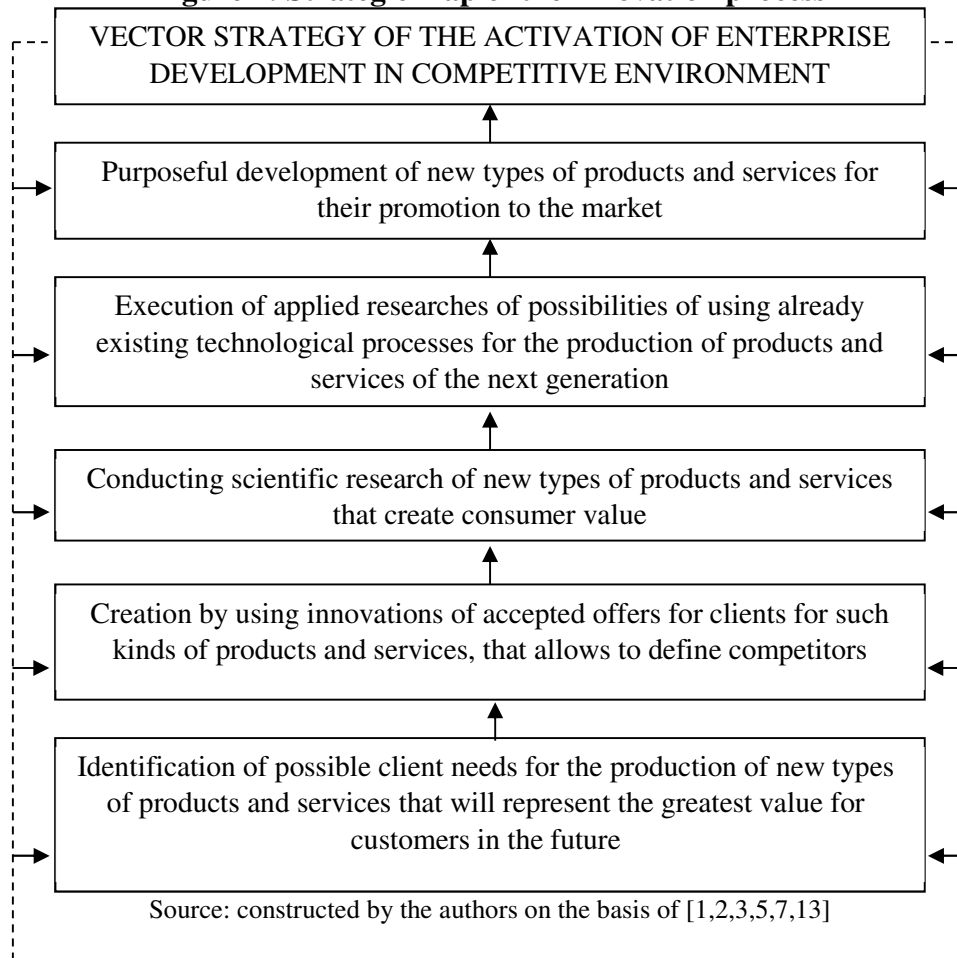 VECTOR STRATEGY OF THE ACTIVATION OF ENTERPRISE
DEVELOPMENT IN COMPETITIVE ENVIRONMENT
Purposeful development of new types of products and services for
their promotion to the market
Execution of applied researches of possibilities of using already
existing technological processes for the production of products and
services of the next generation
Conducting scientific research of new types of products and services
that create consumer value
Creation by using innovations of accepted offers for clients for such
kinds of products and services, that allows to define competitors
Identification of possible client needs for the production of new types
of products and services that will represent the greatest value for
customers in the future
Source: constructed by the authors on the basis of [1,2,3,5,7,13]